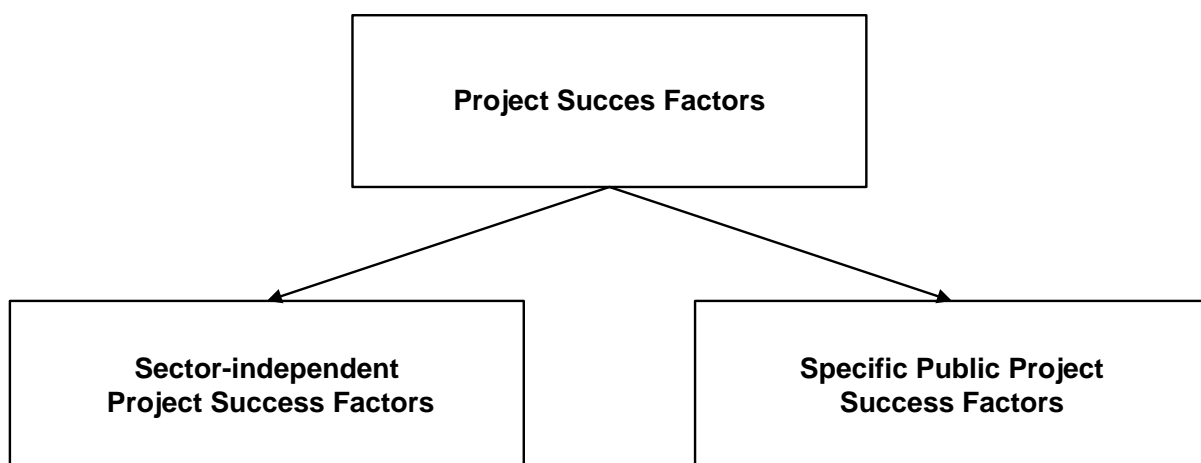 Project Succes Factors
Sector-independent
Project Success Factors
Specific Public Project
Success Factors